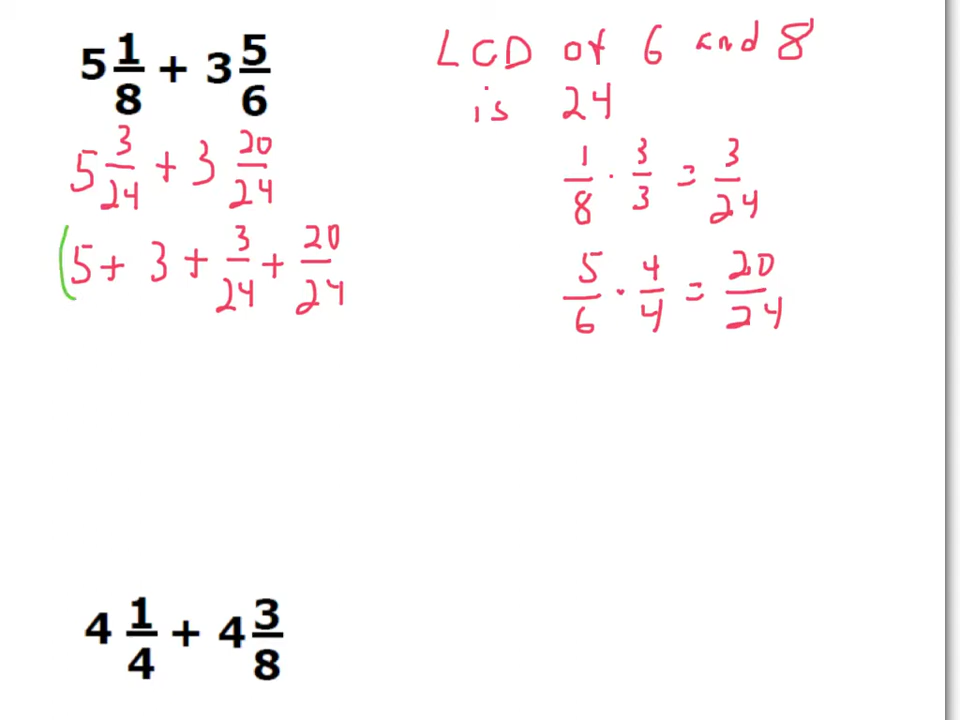 5 1/8 + 3 5/6
5 3/24 + 3 20/24
(5 + 3 + 3/24 + 20/24
LCD of 6 and 8
is 24
1/8 · 3/3 = 3/24
5/6 · 4/4 = 20/24
4 1/4 + 4 3/8